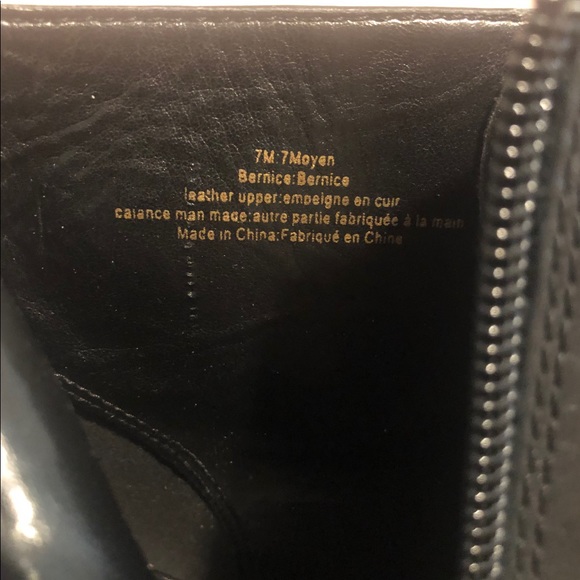 7M:7Moyen
Bernice:Bernice
leather upper:empeigne en cuir
balance man made:autre partie fabriquée à la main
Made in China:Fabriqué en Chine